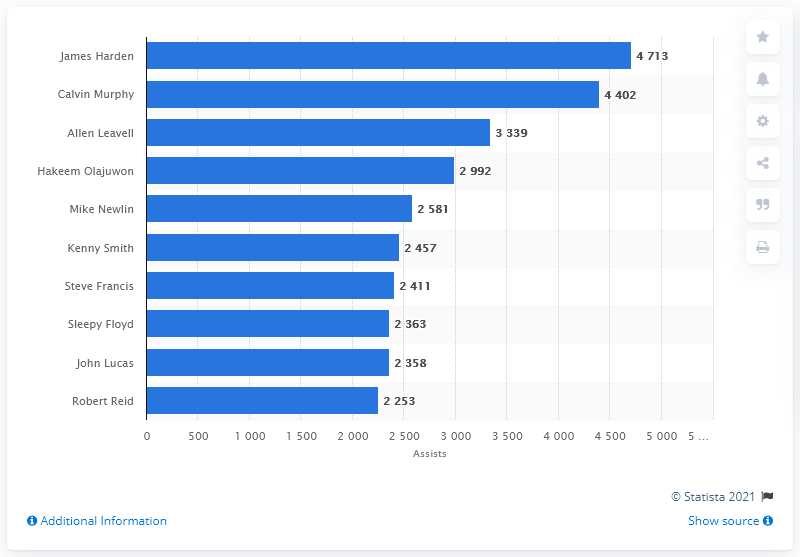 James Harden 4 713
Calvin Murphy 4 402
Allen Leavell 3 339
Hakeem Olajuwon 2 992
Mike Newlin 2 581
Kenny Smith 2 457
Steve Francis 2 411
Sleepy Floyd 2 363
John Lucas 2 358
Robert Reid 2 253
0 500 1 000 1 500 2 000 2 500 3 000 3 500 4 000 4 500 5 000 5 ...
Assists
© Statista 2021
Additional Information Show source